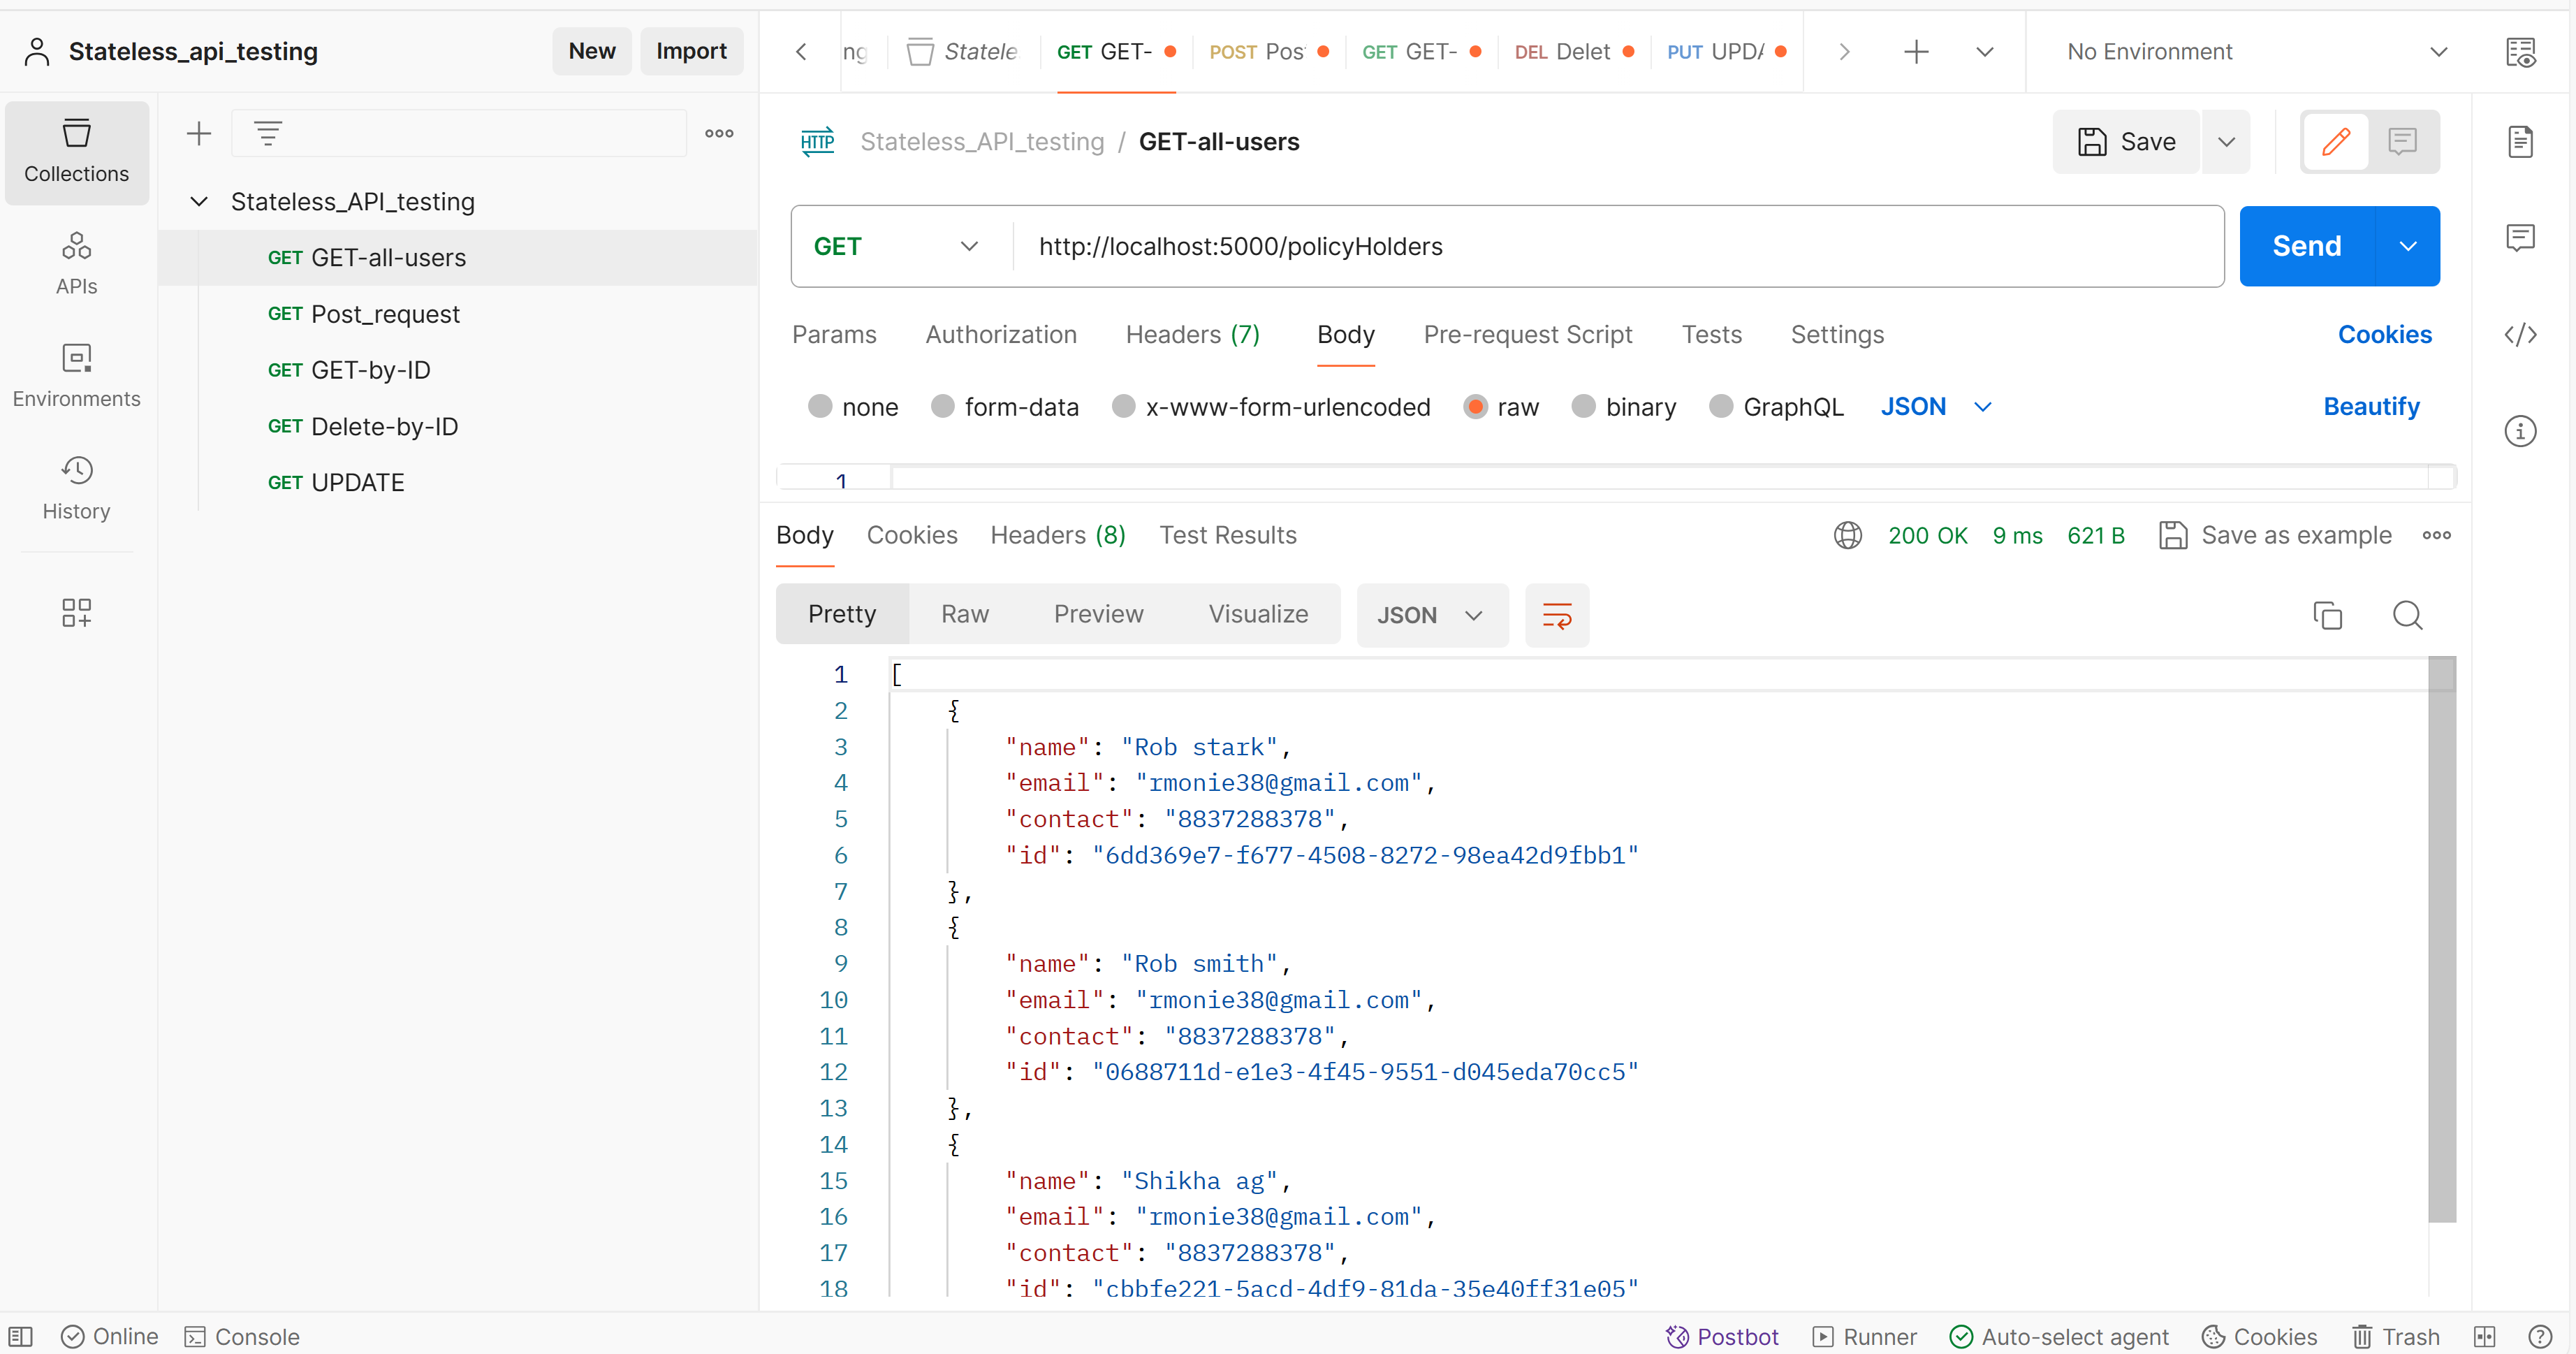 Stateless_api_testing
New
Import
ng
Statele
GET GET-
POST Pos
GET GET-
DEL Delet
PUT UPDA
No Environment
Collections
APIs
Environments
History
Stateless_API_testing
GET GET-all-users
GET Post_request
GET GET-by-ID
GET Delete-by-ID
GET UPDATE
HTTP Stateless_API_testing / GET-all-users
Save
GET http://localhost:5000/policyHolders
Send
Params Authorization Headers (7) Body Pre-request Script Tests Settings Cookies
none form-data x-www-form-urlencoded raw binary GraphQL JSON Beautify
1
Body Cookies Headers (8) Test Results 200 OK 9 ms 621 B Save as example
Pretty Raw Preview Visualize JSON
1 [
2 {
3 "name": "Rob stark",
4 "email": "rmonie38@gmail.com",
5 "contact": "8837288378",
6 "id": "6dd369e7-f677-4508-8272-98ea42d9fbb1"
7 },
8 {
9 "name": "Rob smith",
10 "email": "rmonie38@gmail.com",
11 "contact": "8837288378",
12 "id": "0688711d-e1e3-4f45-9551-d045eda70cc5"
13 },
14 {
15 "name": "Shikha ag",
16 "email": "rmonie38@gmail.com",
17 "contact": "8837288378",
18 "id": "cbbfe221-5acd-4df9-81da-35e40ff31e05"
Online Console Postbot Runner Auto-select agent Cookies Trash